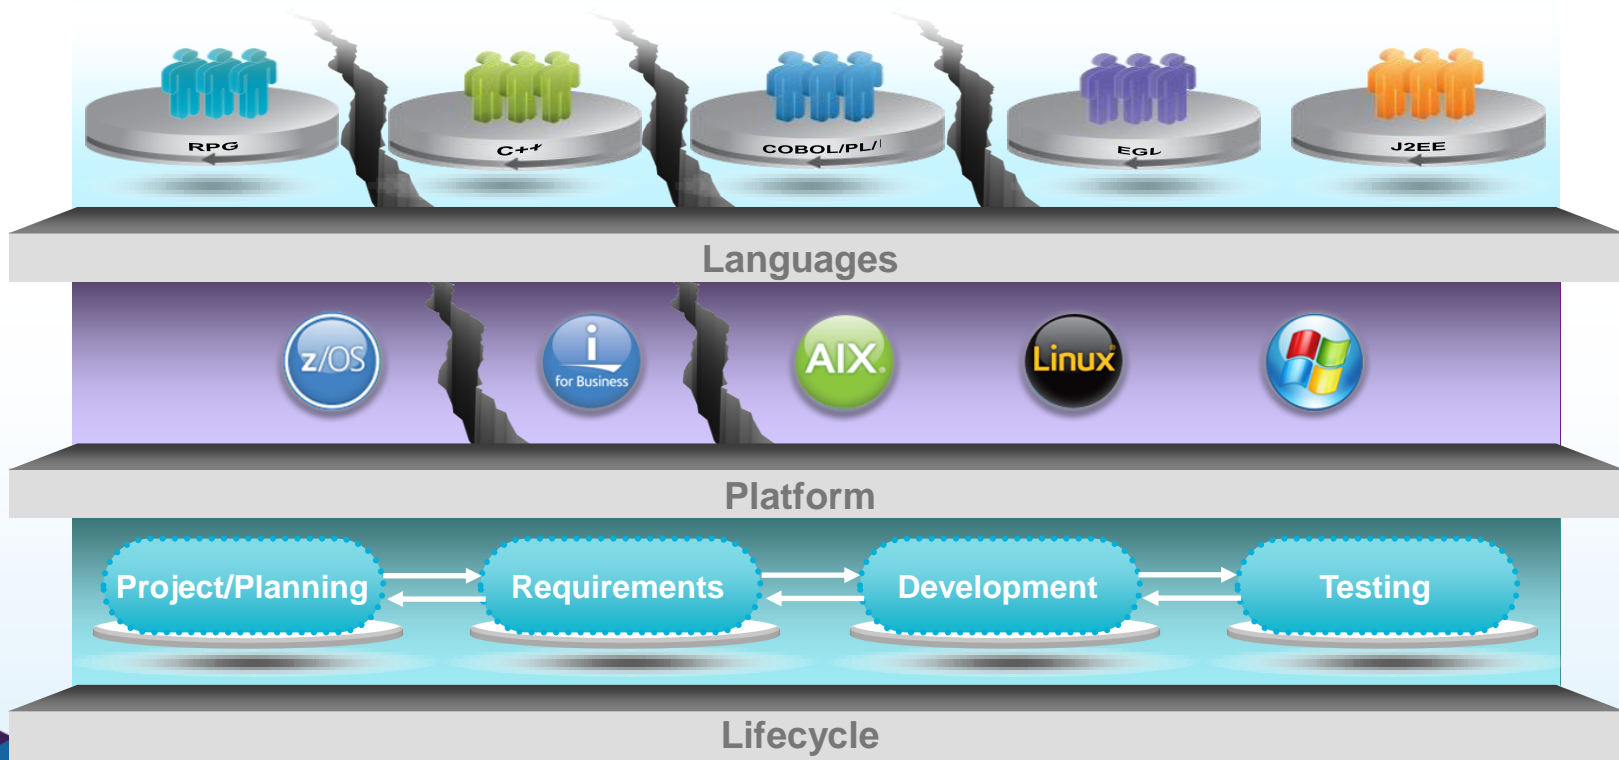 RPG
C++
COBOL/PL/I
EGL
J2EE
Languages
z/OS
i
for Business
AIX
Linux
Platform
Project/Planning
Requirements
Development
Testing
Lifecycle